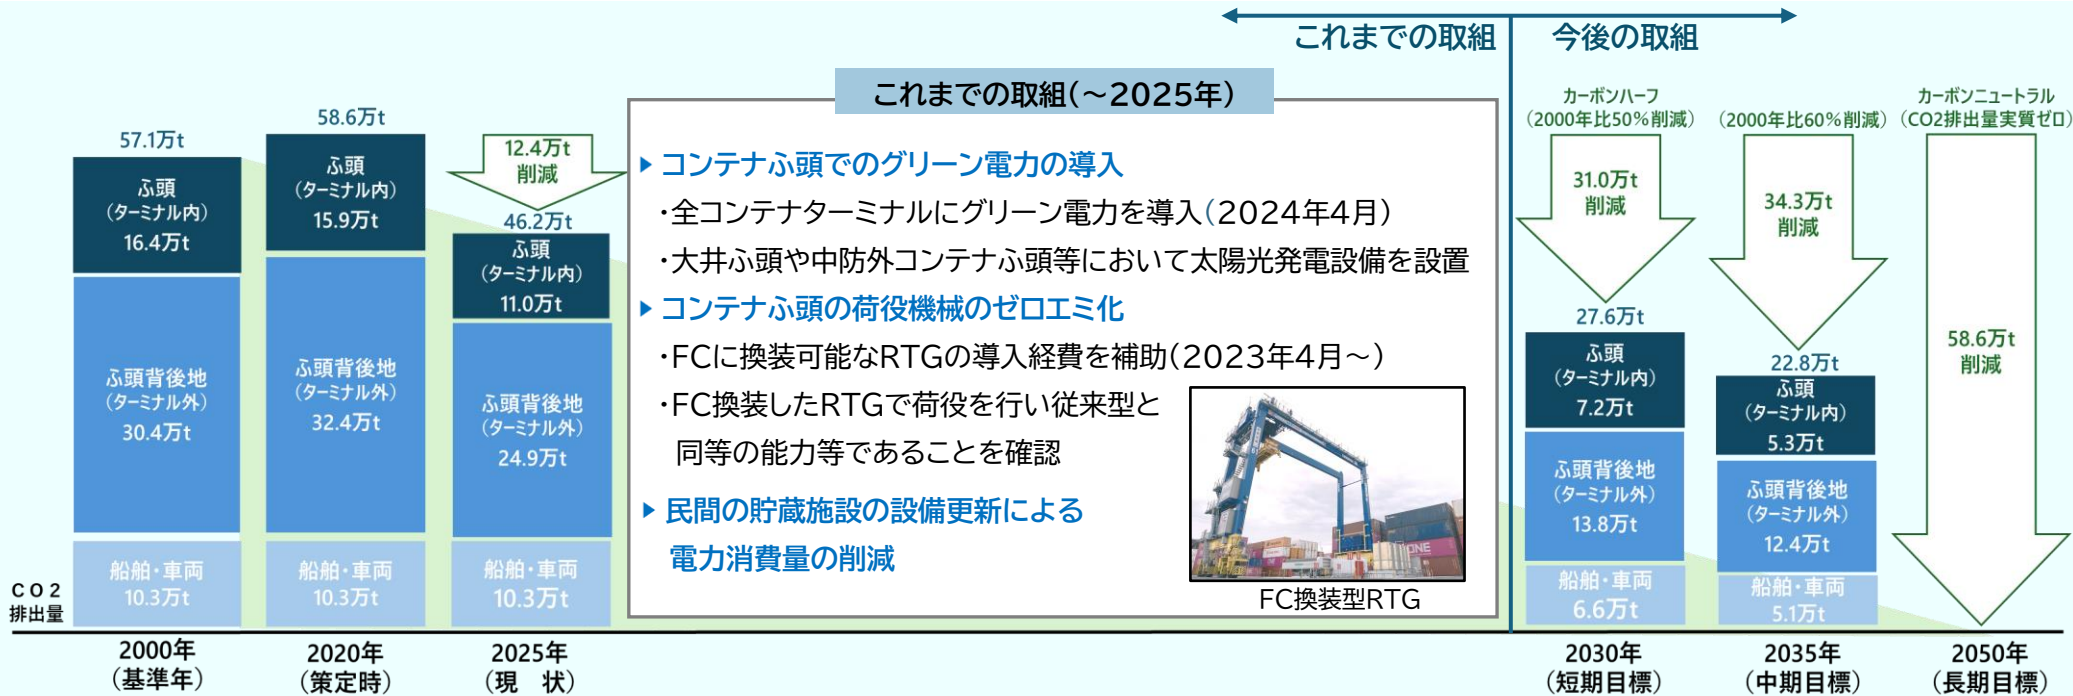 これまでの取組
今後の取組
57.1万t
ふ頭
(ターミナル内)
16.4万t
ふ頭背後地
(ターミナル外)
30.4万t
船舶・車両
10.3万t
58.6万t
ふ頭
(ターミナル内)
15.9万t
ふ頭背後地
(ターミナル外)
32.4万t
船舶・車両
10.3万t
12.4万t
削減
46.2万t
ふ頭
(ターミナル内)
11.0万t
ふ頭背後地
(ターミナル外)
24.9万t
船舶・車両
10.3万t
これまでの取組(～2025年)
▶ コンテナふ頭でのグリーン電力の導入
・全コンテナターミナルにグリーン電力を導入(2024年4月)
・大井ふ頭や中防外コンテナふ頭等において太陽光発電設備を設置
▶ コンテナふ頭の荷役機械のゼロエミ化
・FCに換装可能なRTGの導入経費を補助(2023年4月～)
・FC換装したRTGで荷役を行い従来型と
同等の能力等であることを確認
▶ 民間の貯蔵施設の設備更新による
電力消費量の削減
ONE
FC換装型RTG
カーボンハーフ
(2000年比50%削減)
31.0万t
削減
27.6万t
ふ頭
(ターミナル内)
7.2万t
ふ頭背後地
(ターミナル外)
13.8万t
船舶・車両
6.6万t
(2000年比60%削減)
34.3万t
削減
22.8万t
ふ頭
(ターミナル内)
5.3万t
ふ頭背後地
(ターミナル外)
12.4万t
船舶・車両
5.1万t
カーボンニュートラル
(CO2排出量実質ゼロ)
58.6万t
削減
CO2
排出量
2000年
(基準年)
2020年
(策定時)
2025年
(現 状)
2030年
(短期目標)
2035年
(中期目標)
2050年
(長期目標)